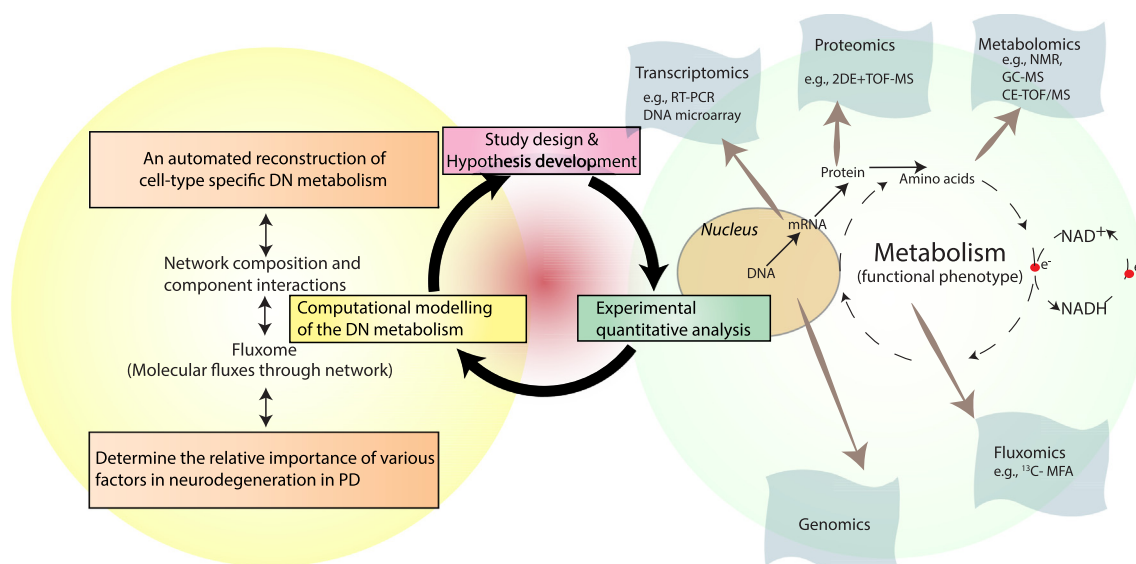 An automated reconstruction of
cell-type specific DN metabolism
Network composition and
component interactions
Fluxome
(Molecular fluxes through network)
Determine the relative importance of various
factors in neurodegeneration in PD
Study design &
Hypothesis development
Computational modelling
of the DN metabolism
Experimental
quantitative analysis
Transcriptomics
e.g., RT-PCR
DNA microarray
Proteomics
e.g., 2DE+TOF-MS
Metabolomics
e.g., NMR,
GC-MS
CE-TOF/MS
Nucleus
DNA
mRNA
Protein
Amino acids
Metabolism
(functional phenotype)
e-
NAD+
NADH
e
Fluxomics
e.g., ¹³C- MFA
Genomics